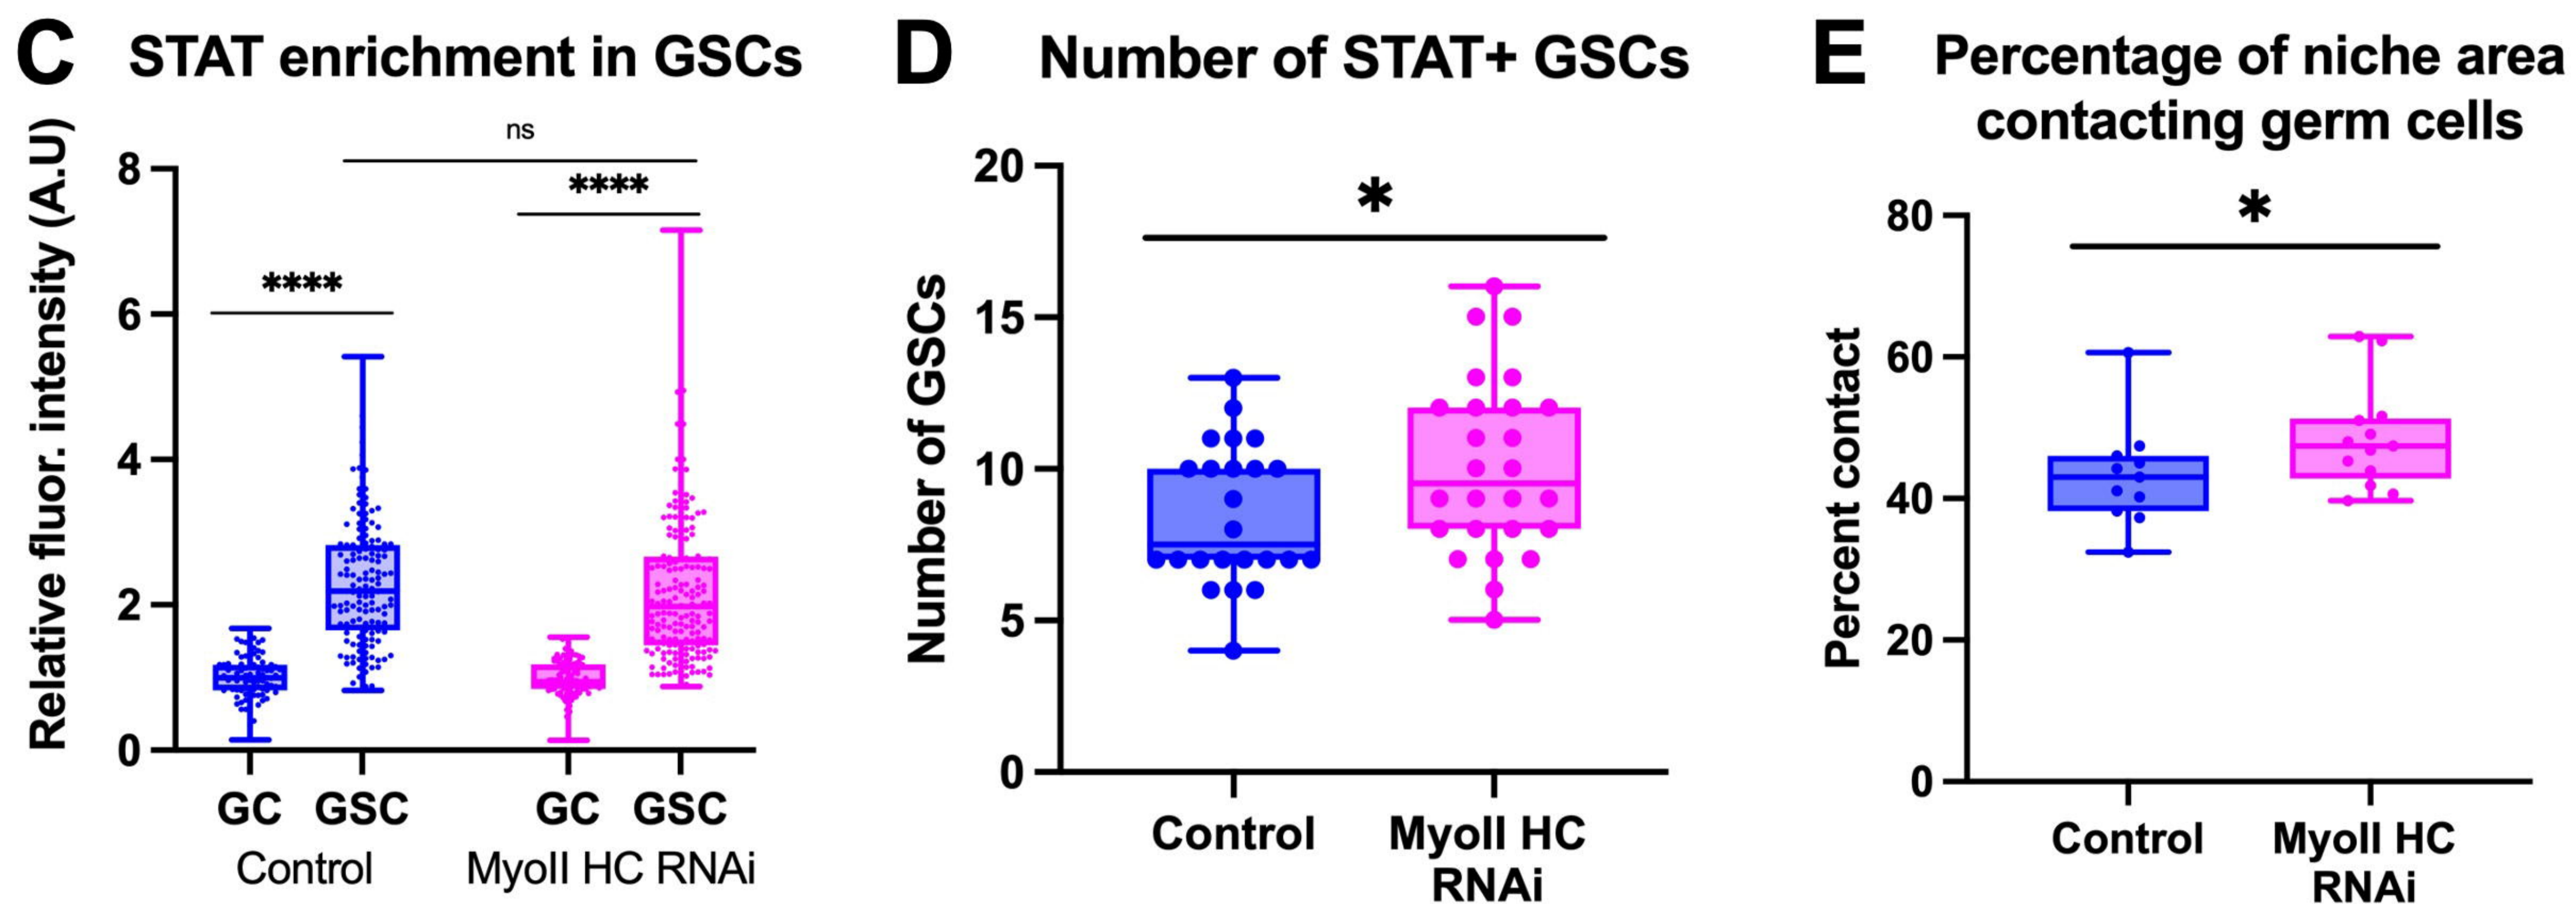 C STAT enrichment in GSCs
Relative fluor. intensity (A.U)
8
6
4
2
0
ns
****
****
GC GSC GC GSC
Control MyoII HC RNAi
D Number of STAT+ GSCs
Number of GSCs
20
15
10
5
0
*
Control MyoII HC
RNAi
E Percentage of niche area
contacting germ cells
Percent contact
80
60
40
20
0
*
Control MyoII HC
RNAi